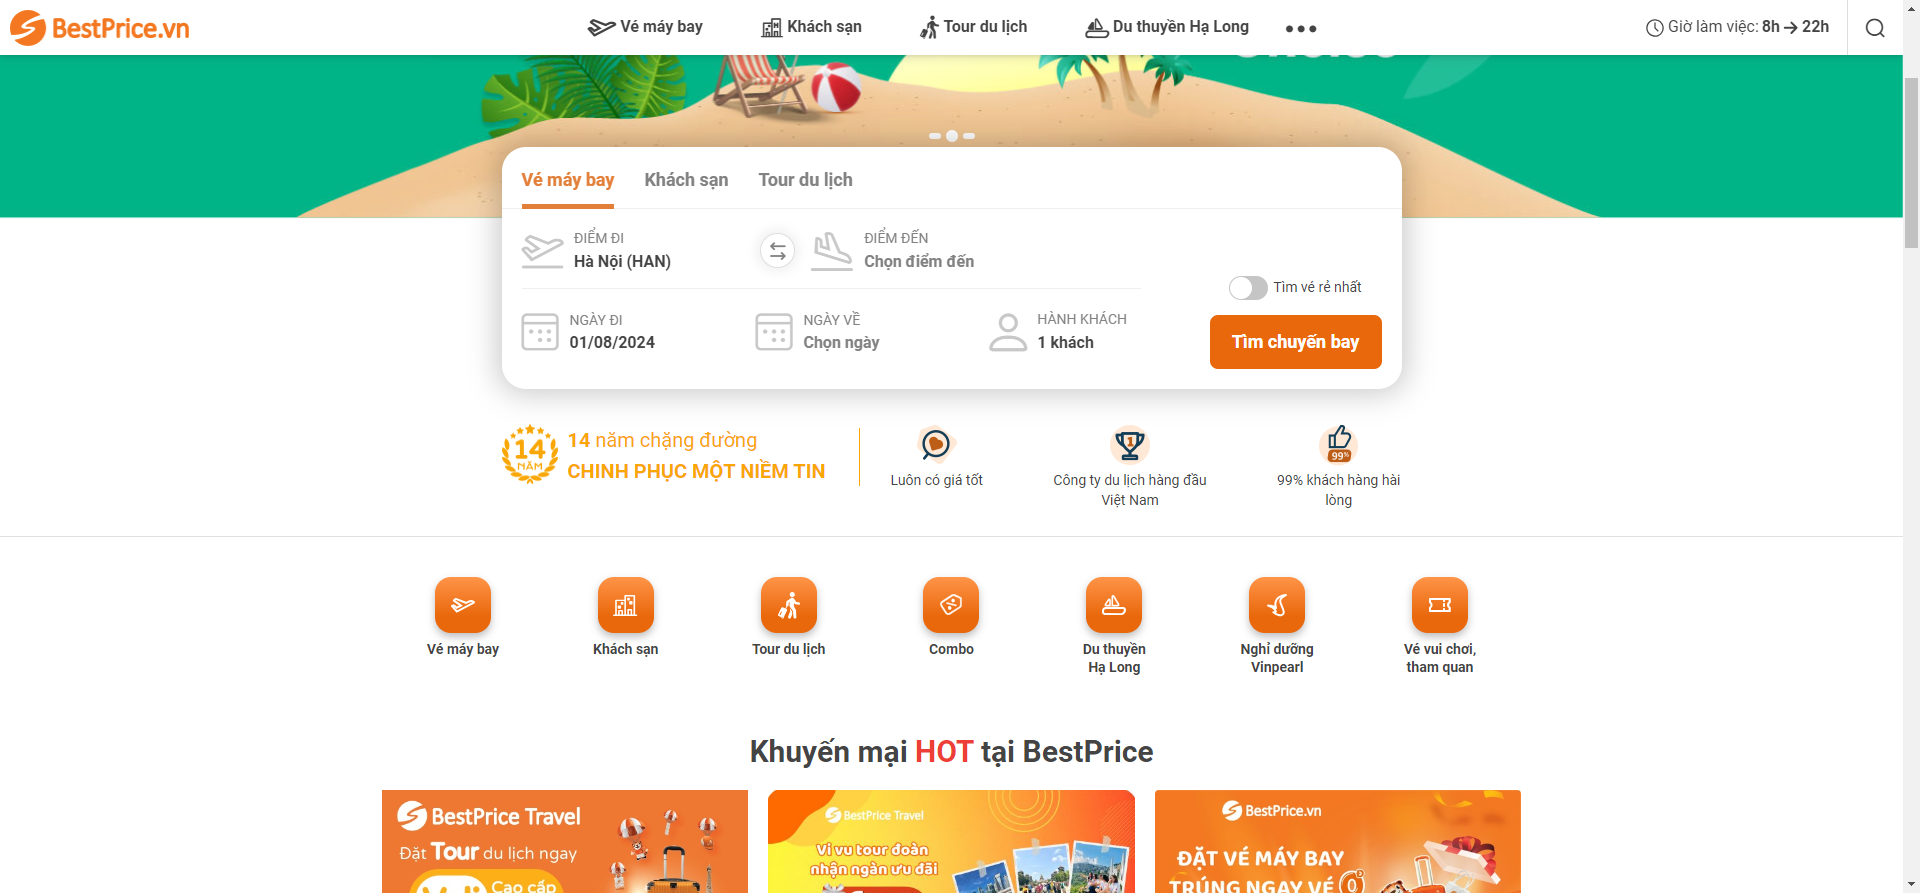 BestPrice.vn
Vé máy bay
Khách sạn
Tour du lịch
Du thuyền Hạ Long
Giờ làm việc: 8h → 22h
Vé máy bay
Khách sạn
Tour du lịch
ĐIỂM ĐI
Hà Nội (HAN)
ĐIỂM ĐẾN
Chọn điểm đến
Tìm vé rẻ nhất
NGÀY ĐI
01/08/2024
NGÀY VỀ
Chọn ngày
HÀNH KHÁCH
1 khách
Tìm chuyến bay
14
NĂM
14 năm chặng đường
CHINH PHỤC MỘT NIỀM TIN
Luôn có giá tốt
1
Công ty du lịch hàng đầu
Việt Nam
99%
99% khách hàng hài
lòng
Vé máy bay
Khách sạn
Tour du lịch
Combo
Du thuyền
Hạ Long
Nghỉ dưỡng
Vinpearl
Vé vui chơi,
tham quan
Khuyến mại HOT tại BestPrice
BestPrice Travel
Đặt Tour du lịch ngay
Cao cấp
BestPrice Travel
Vi vu tour đoàn
nhận ngàn ưu đãi
BestPrice.vn
ĐẶT VÉ MÁY BAY
TRÚNG NGAY VÉ 0